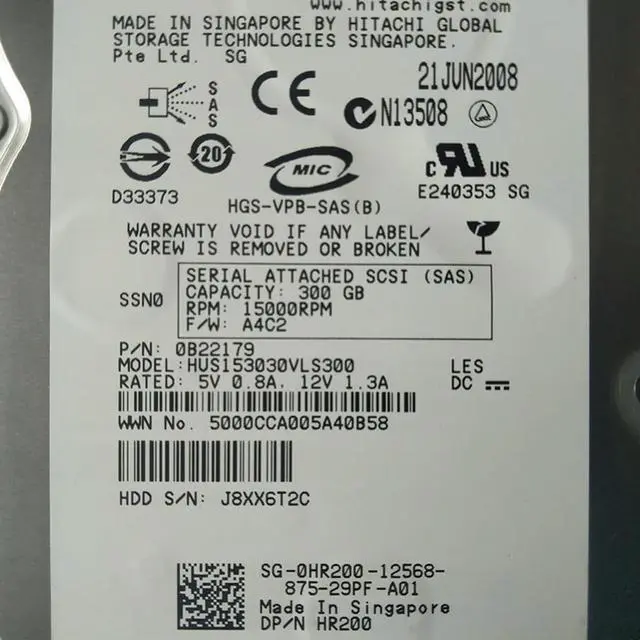 www.hitachigst.com
MADE IN SINGAPORE BY HITACHI GLOBAL
STORAGE TECHNOLOGIES SINGAPORE.
Pte Ltd. SG
21JUN2008
SAS
CE
N13508
20
MIC
c RU US
D33373
HGS-VPB-SAS(B)
E240353 SG
WARRANTY VOID IF ANY LABEL/
SCREW IS REMOVED OR BROKEN
SSN0
SERIAL ATTACHED SCSI (SAS)
CAPACITY: 300 GB
RPM: 15000RPM
F/W: A4C2
P/N: 0B22179
MODEL:HUS153030VLS300
LES
RATED: 5V 0.8A, 12V 1.3A
DC
WWN No. 5000CCA005A40B58
HDD S/N: J8XX6T2C
SG-0HR200-12568-
875-29PF-A01
Made In Singapore
DP/N HR200